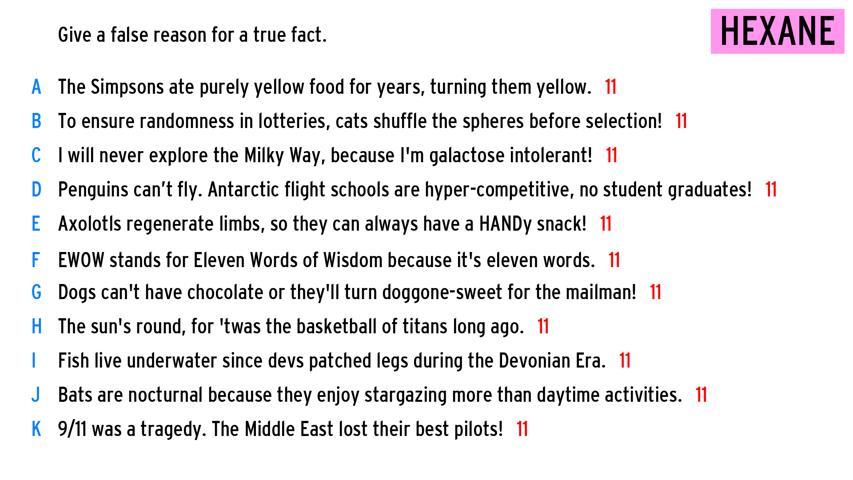 Give a false reason for a true fact.
HEXANE
A The Simpsons ate purely yellow food for years, turning them yellow. 11
B To ensure randomness in lotteries, cats shuffle the spheres before selection! 11
C I will never explore the Milky Way, because I'm galactose intolerant! 11
D Penguins can't fly. Antarctic flight schools are hyper-competitive, no student graduates! 11
E Axolotls regenerate limbs, so they can always have a HANDy snack! 11
F EWOW stands for Eleven Words of Wisdom because it's eleven words. 11
G Dogs can't have chocolate or they'll turn doggone-sweet for the mailman! 11
H The sun's round, for 'twas the basketball of titans long ago. 11
I Fish live underwater since devs patched legs during the Devonian Era. 11
J Bats are nocturnal because they enjoy stargazing more than daytime activities. 11
K 9/11 was a tragedy. The Middle East lost their best pilots! 11